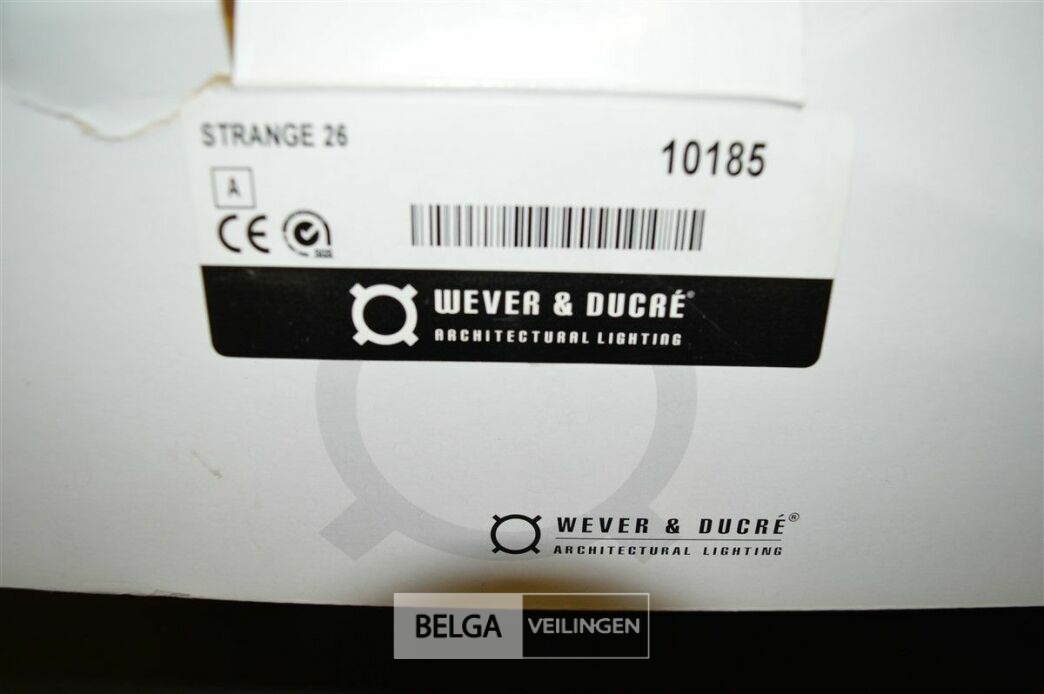 STRANGE 26
10185
A
CE
WEVER & DUCRÉ®
ARCHITECTURAL LIGHTING
WEVER & DUCRÉ®
ARCHITECTURAL LIGHTING
BELGA VEILINGEN